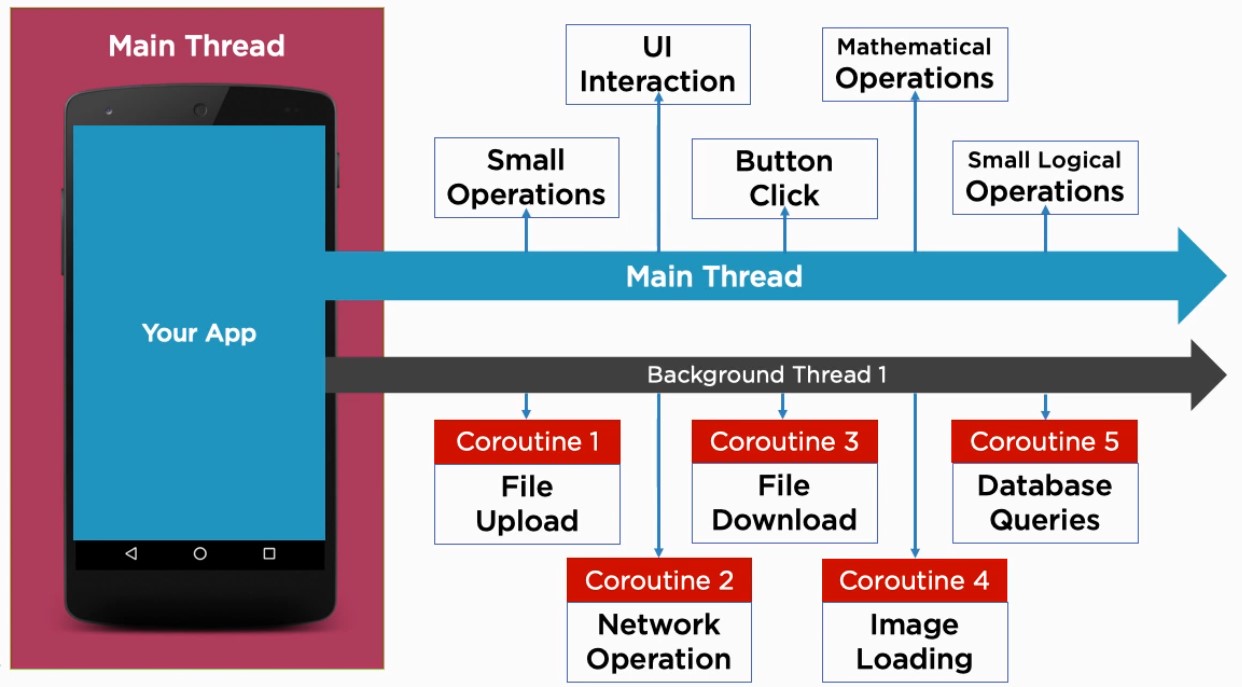 Main Thread
Your App
UI
Interaction
Mathematical
Operations
Small
Operations
Button
Click
Small Logical
Operations
Main Thread
Background Thread 1
Coroutine 1
File
Upload
Coroutine 3
File
Download
Coroutine 5
Database
Queries
Coroutine 2
Network
Operation
Coroutine 4
Image
Loading